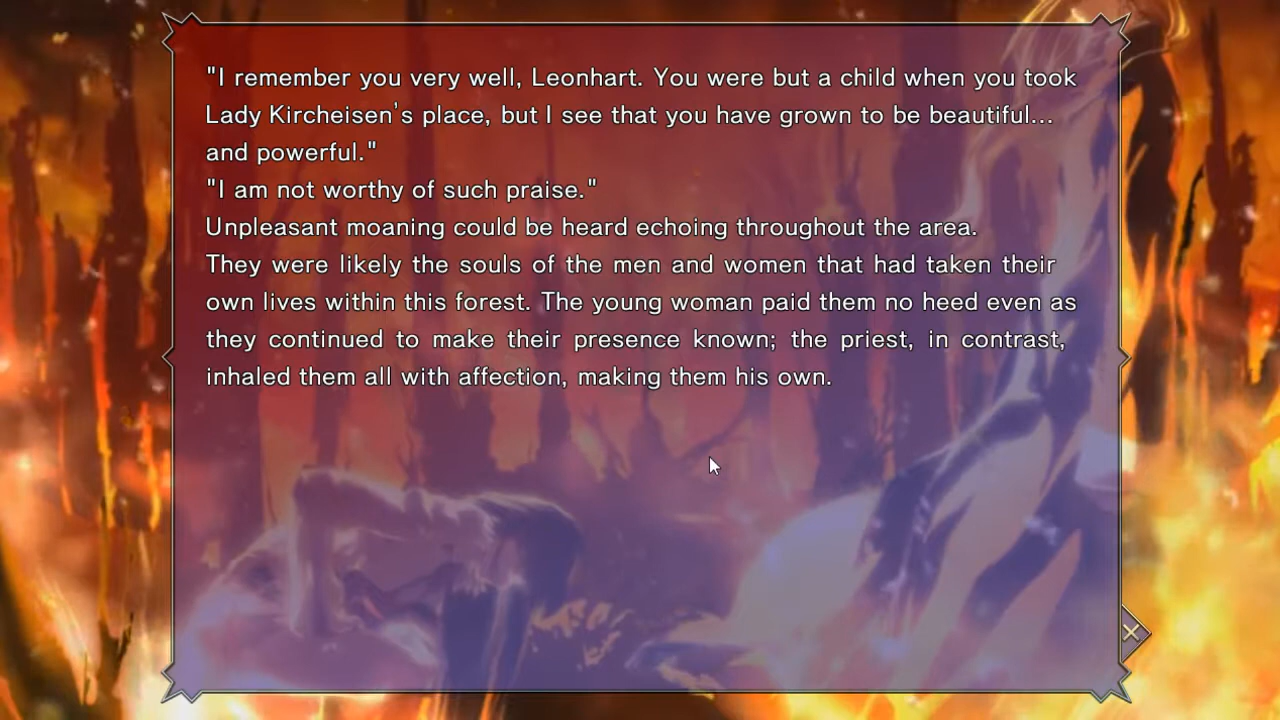 "I remember you very well, Leonhart. You were but a child when you took
Lady Kircheisen's place, but I see that you have grown to be beautiful...
and powerful."
"I am not worthy of such praise."
Unpleasant moaning could be heard echoing throughout the area.
They were likely the souls of the men and women that had taken their
own lives within this forest. The young woman paid them no heed even as
they continued to make their presence known; the priest, in contrast,
inhaled them all with affection, making them his own.